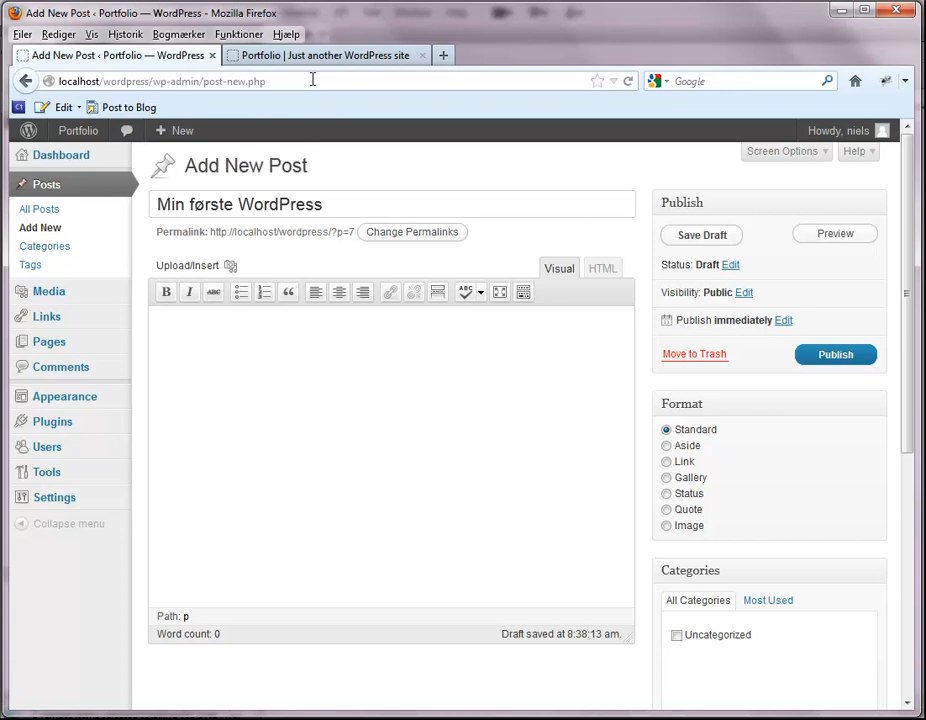 Add New Post ‹ Portfolio — WordPress - Mozilla Firefox
Filer Rediger Vis Historik Bogmærker Funktioner Hjælp
Add New Post ‹ Portfolio — WordPress Portfolio | Just another WordPress site
localhost/wordpress/wp-admin/post-new.php Google
Ct Edit Post to Blog
Portfolio New Howdy, niels
Screen Options Help
Dashboard
Posts
All Posts
Add New
Categories
Tags
Media
Links
Pages
Comments
Appearance
Plugins
Users
Tools
Settings
Collapse menu
Add New Post
Min første WordPress
Permalink: http://localhost/wordpress/?p=7 Change Permalinks
Upload/Insert Visual HTML
B I ABC ABC
Path: p
Word count: 0 Draft saved at 8:38:13 am.
Publish
Save Draft Preview
Status: Draft Edit
Visibility: Public Edit
Publish immediately Edit
Move to Trash Publish
Format
Standard
Aside
Link
Gallery
Status
Quote
Image
Categories
All Categories Most Used
Uncategorized